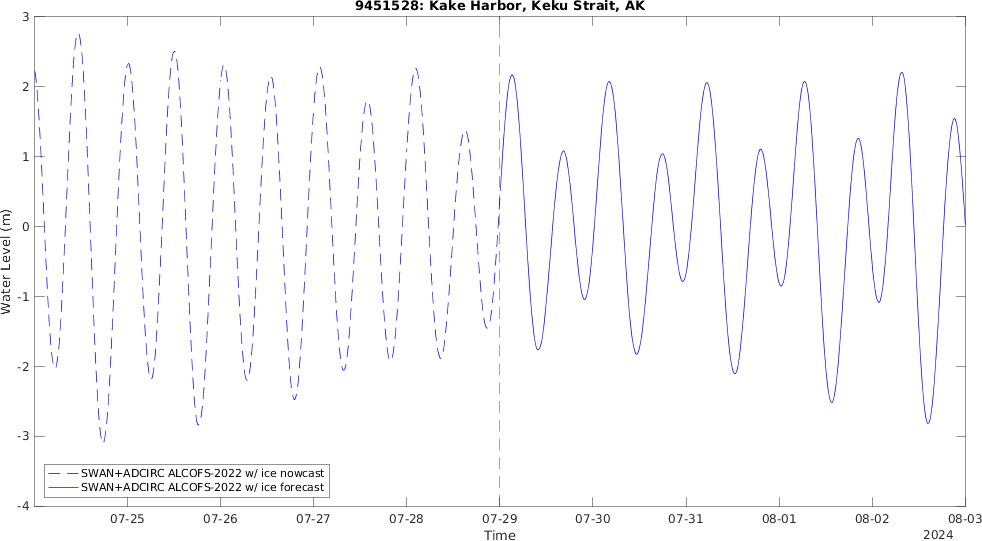 9451528: Kake Harbor, Keku Strait, AK
3
2
1
0
-1
-2
-3
-4
Water Level (m)
SWAN+ADCIRC ALCOFS-2022 w/ ice nowcast
SWAN+ADCIRC ALCOFS-2022 w/ ice forecast
07-25 07-26 07-27 07-28 07-29 07-30 07-31 08-01 08-02 08-03
Time
2024